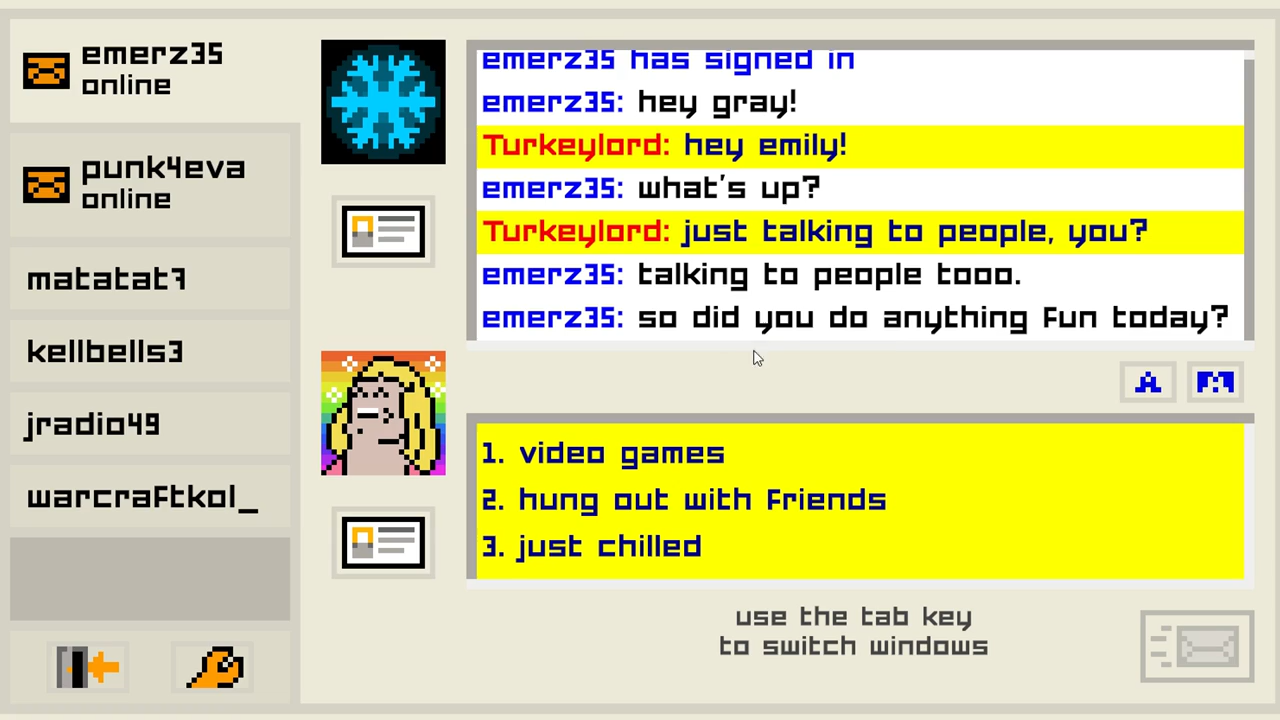 emerz35
online
punk4eva
online
matatat7
kellbells3
jradio49
warcraftkol_
emerz35 has signed in
emerz35: hey gray!
Turkeylord: hey emily!
emerz35: what's up?
Turkeylord: just talking to people, you?
emerz35: talking to people tooo.
emerz35: so did you do anything fun today?
A
1. video games
2. hung out with friends
3. just chilled
use the tab key
to switch windows